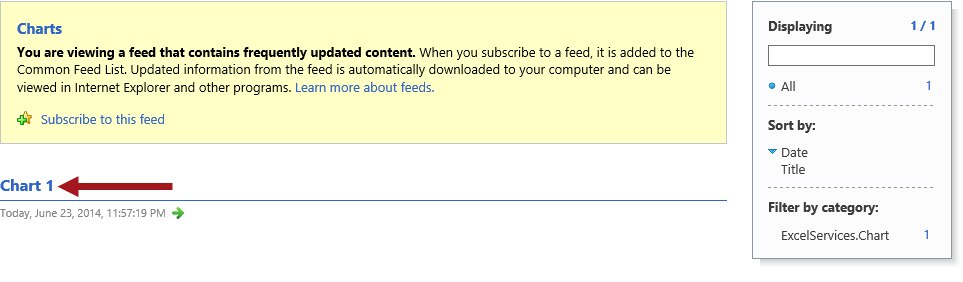 Charts
You are viewing a feed that contains frequently updated content. When you subscribe to a feed, it is added to the
Common Feed List. Updated information from the feed is automatically downloaded to your computer and can be
viewed in Internet Explorer and other programs. Learn more about feeds.
Subscribe to this feed
Chart 1
Today, June 23, 2014, 11:57:19 PM
Displaying 1 / 1
All 1
Sort by:
Date
Title
Filter by category:
ExcelServices.Chart 1